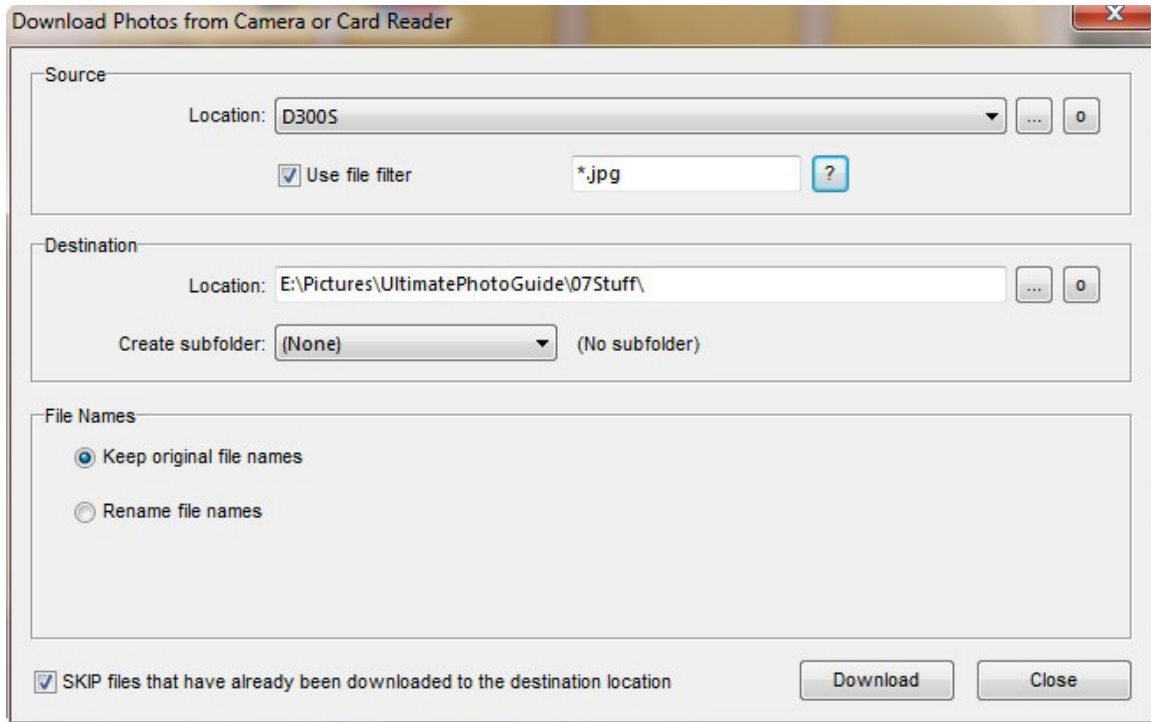 Download Photos from Camera or Card Reader
X
Source
Location: D300S ... o
Use file filter *.jpg ?
Destination
Location: E:\Pictures\UltimatePhotoGuide\07Stuff\ ... o
Create subfolder: (None) (No subfolder)
File Names
Keep original file names
Rename file names
SKIP files that have already been downloaded to the destination location Download Close